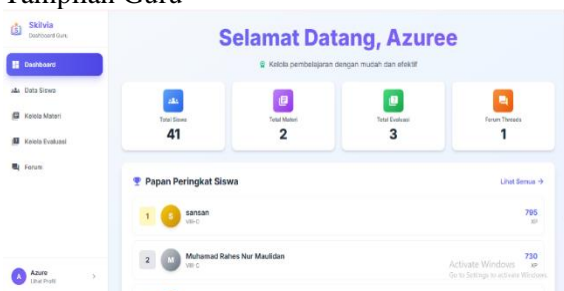 Tampilan Guru
Skilvia
Dashboard Guru
Dashboard
Data Siswa
Kelola Materi
Kelola Evaluasi
Forum
Azure
Lihat Profil
Selamat Datang, Azuree
Kelola pembelajaran dengan mudah dan efektif
Total Siswa
41
Total Materi
2
Total Evaluasi
3
Forum Threads
1
Papan Peringkat Siswa
Lihat Semua →
1
S
sansan
VIII-C
795
XP
2
M
Muhamad Rahes Nur Maulidan
VIII-C
730
XP
Activate Windows
Go to Settings to activate Windows
A